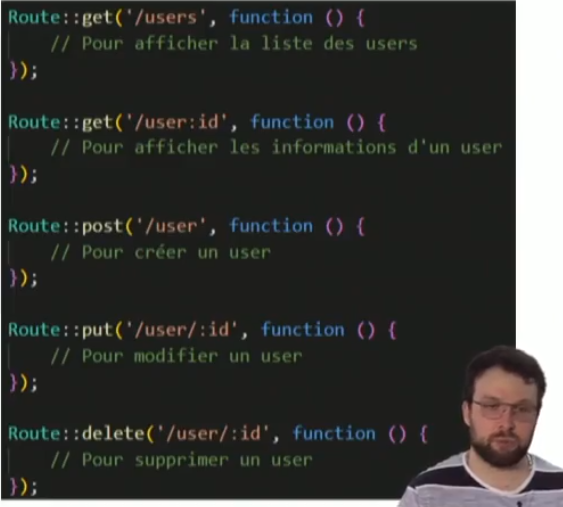 Route::get('/users', function () {
// Pour afficher la liste des users
});
Route::get('/user:id', function () {
// Pour afficher les informations d'un user
});
Route::post('/user', function () {
// Pour créer un user
});
Route::put('/user/:id', function () {
// Pour modifier un user
});
Route::delete('/user/:id', function () {
// Pour supprimer un user
});